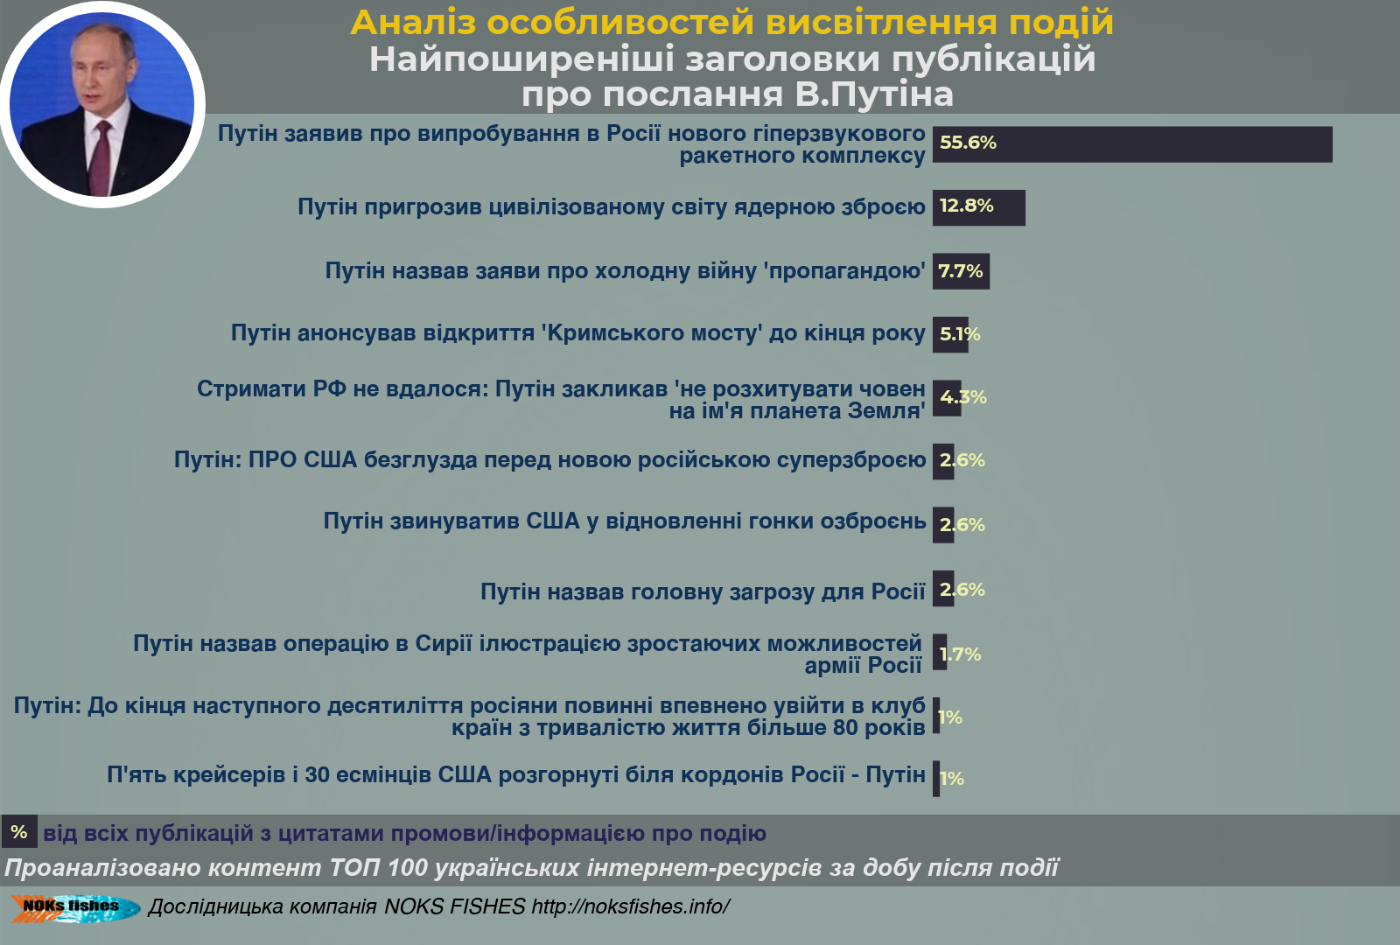 Аналіз особливостей висвітлення подій
Найпоширеніші заголовки публікацій
про послання В.Путіна
Путін заявив про випробування в Росії нового гіперзвукового
ракетного комплексу
55.6%
Путін пригрозив цивілізованому світу ядерною зброєю
12.8%
Путін назвав заяви про холодну війну 'пропагандою'
7.7%
Путін анонсував відкриття 'Кримського мосту' до кінця року
5.1%
Стримати РФ не вдалося: Путін закликав 'не розхитувати човен
на ім'я планета Земля'
4.3%
Путін: ПРО США безглузда перед новою російською суперзброєю
2.6%
Путін звинуватив США у відновленні гонки озброєнь
2.6%
Путін назвав головну загрозу для Росії
2.6%
Путін назвав операцію в Сирії ілюстрацією зростаючих можливостей
армії Росії
1.7%
Путін: До кінця наступного десятиліття росіяни повинні впевнено увійти в клуб
країн з тривалістю життя більше 80 років
1%
П'ять крейсерів і 30 есмінців США розгорнуті біля кордонів Росії - Путін
1%
% від всіх публікацій з цитатами промови/інформацією про подію
Проаналізовано контент ТОП 100 українських інтернет-ресурсів за добу після події
NOKs fishes Дослідницька компанія NOKS FISHES http://noksfishes.info/